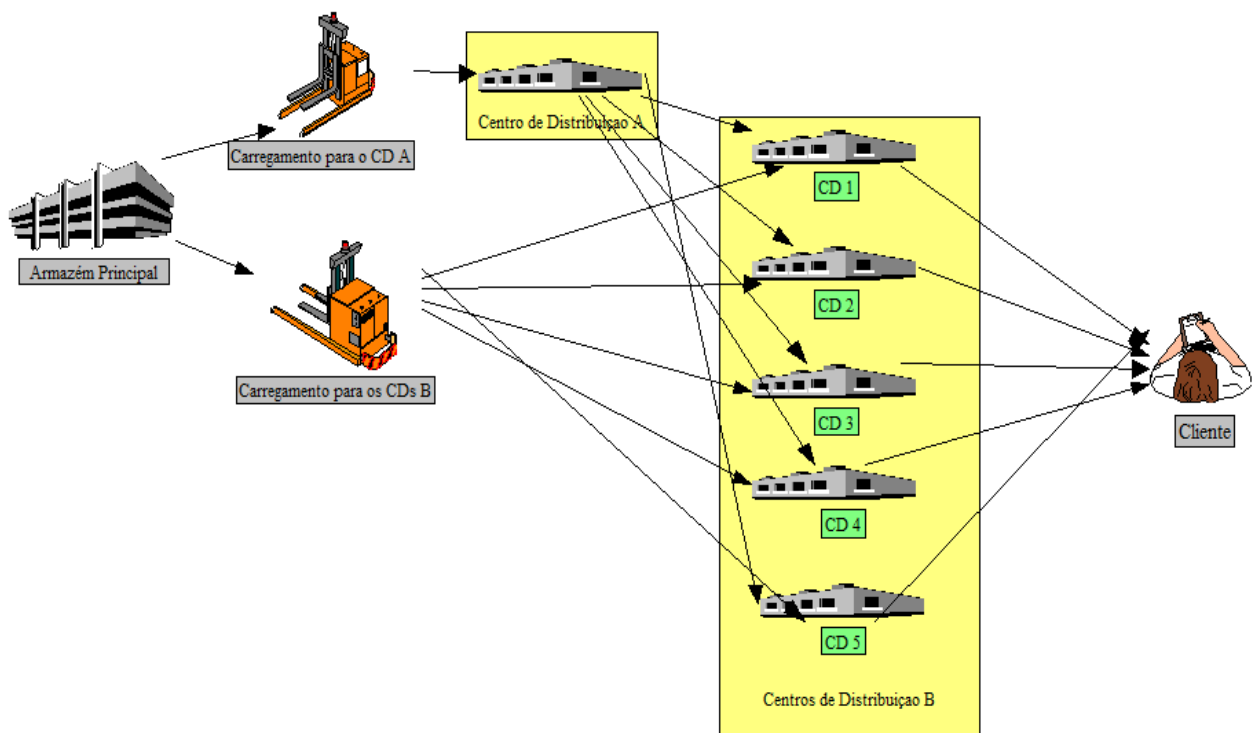 Centro de Distribuiçao A
Carregamento para o CD A
CD 1
Armazém Principal
CD 2
Carregamento para os CDs B
CD 3
Cliente
CD 4
CD 5
Centros de Distribuiçao B